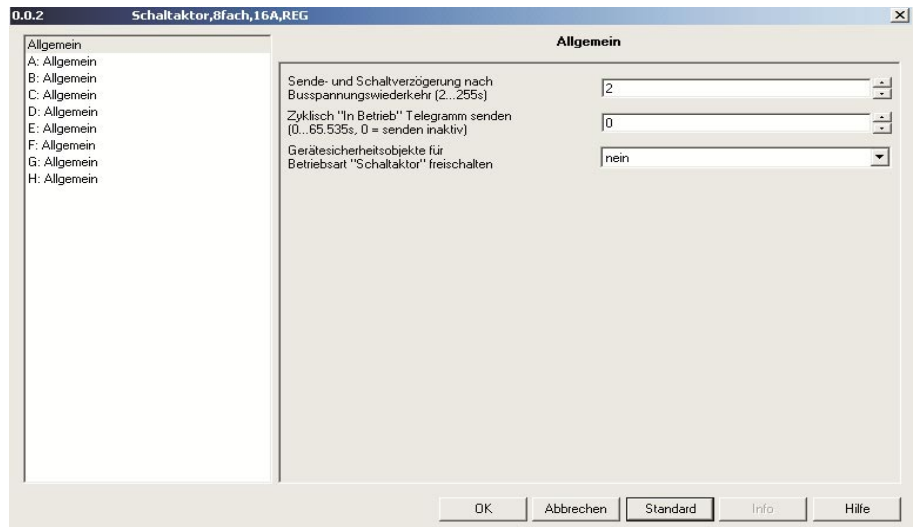 0.0.2 Schaltaktor,8fach,16A,REG
Allgemein
A: Allgemein
B: Allgemein
C: Allgemein
D: Allgemein
E: Allgemein
F: Allgemein
G: Allgemein
H: Allgemein
Allgemein
Sende- und Schaltverzögerung nach
Busspannungswiederkehr (2...255s)
2
Zyklisch "In Betrieb" Telegramm senden
(0...65.535s, 0 = senden inaktiv)
0
Gerätesicherheitsobjekte für
Betriebsart "Schaltaktor" freischalten
nein
OK Abbrechen Standard Info Hilfe